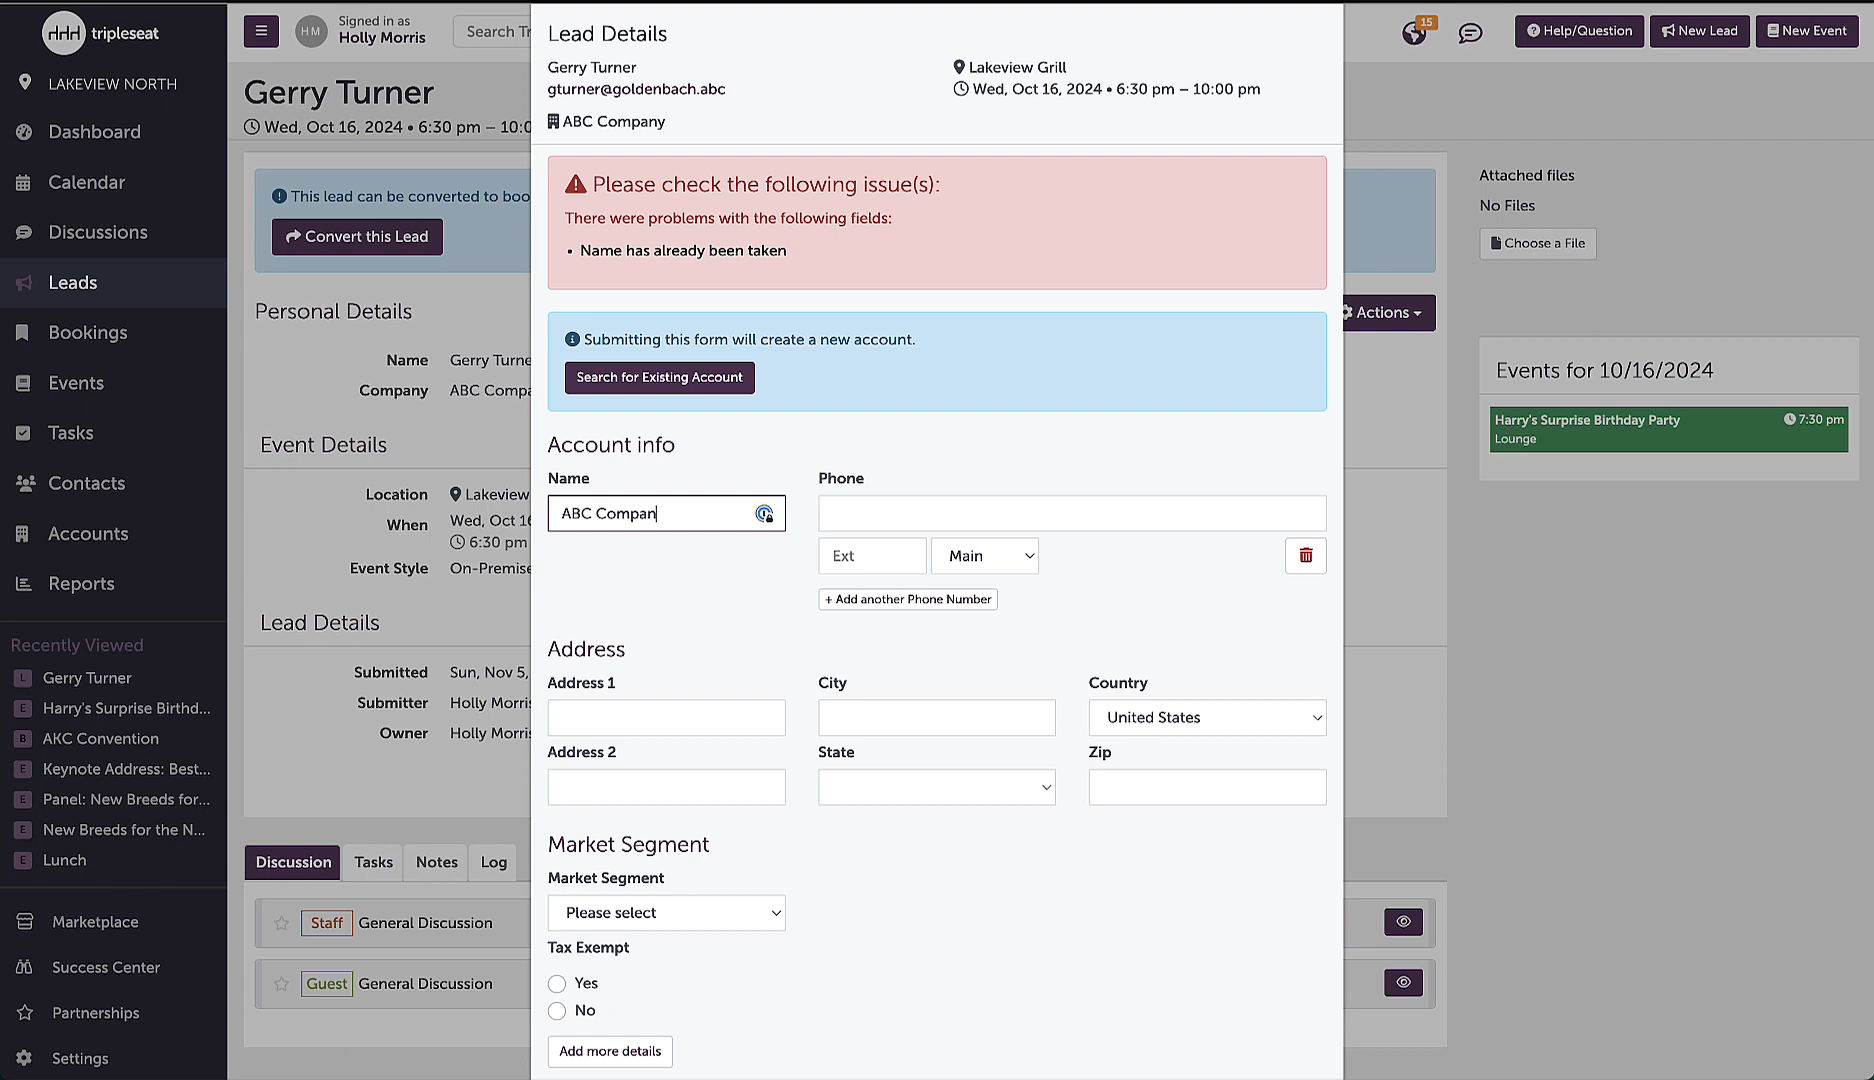 tripleseat
LAKEVIEW NORTH
Dashboard
Calendar
Discussions
Leads
Bookings
Events
Tasks
Contacts
Accounts
Reports
Recently Viewed
L Gerry Turner
E Harry's Surprise Birthd...
B AKC Convention
E Keynote Address: Best...
E Panel: New Breeds for...
E New Breeds for the N...
E Lunch
Marketplace
Success Center
Partnerships
Settings
HM
Signed in as
Holly Morris
Search Tr
15
Help/Question
New Lead
New Event
Gerry Turner
Wed, Oct 16, 2024 • 6:30 pm – 10:0
This lead can be converted to boo
Convert this Lead
Actions
Personal Details
Name Gerry Turne
Company ABC Compa
Event Details
Location Lakeview
When Wed, Oct 16
6:30 pm
Event Style On-Premise
Lead Details
Submitted Sun, Nov 5,
Submitter Holly Morris
Owner Holly Morris
Discussion Tasks Notes Log
Staff General Discussion
Guest General Discussion
Lead Details
Gerry Turner
gturner@goldenbach.abc
ABC Company
Lakeview Grill
Wed, Oct 16, 2024 • 6:30 pm – 10:00 pm
Please check the following issue(s):
There were problems with the following fields:
• Name has already been taken
Submitting this form will create a new account.
Search for Existing Account
Account info
Name Phone
ABC Compan
Ext Main
+ Add another Phone Number
Address
Address 1 City Country
United States
Address 2 State Zip
Market Segment
Market Segment
Please select
Tax Exempt
Yes
No
Add more details
Attached files
No Files
Choose a File
Events for 10/16/2024
Harry's Surprise Birthday Party 7:30 pm
Lounge